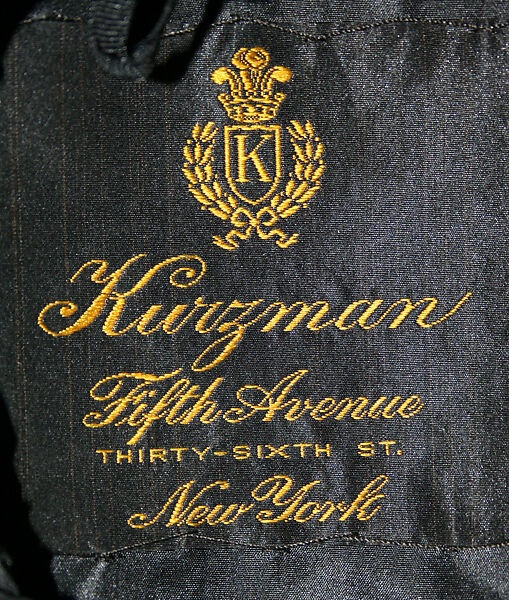 K
Kurzman
Fifth Avenue
THIRTY-SIXTH ST.
New York